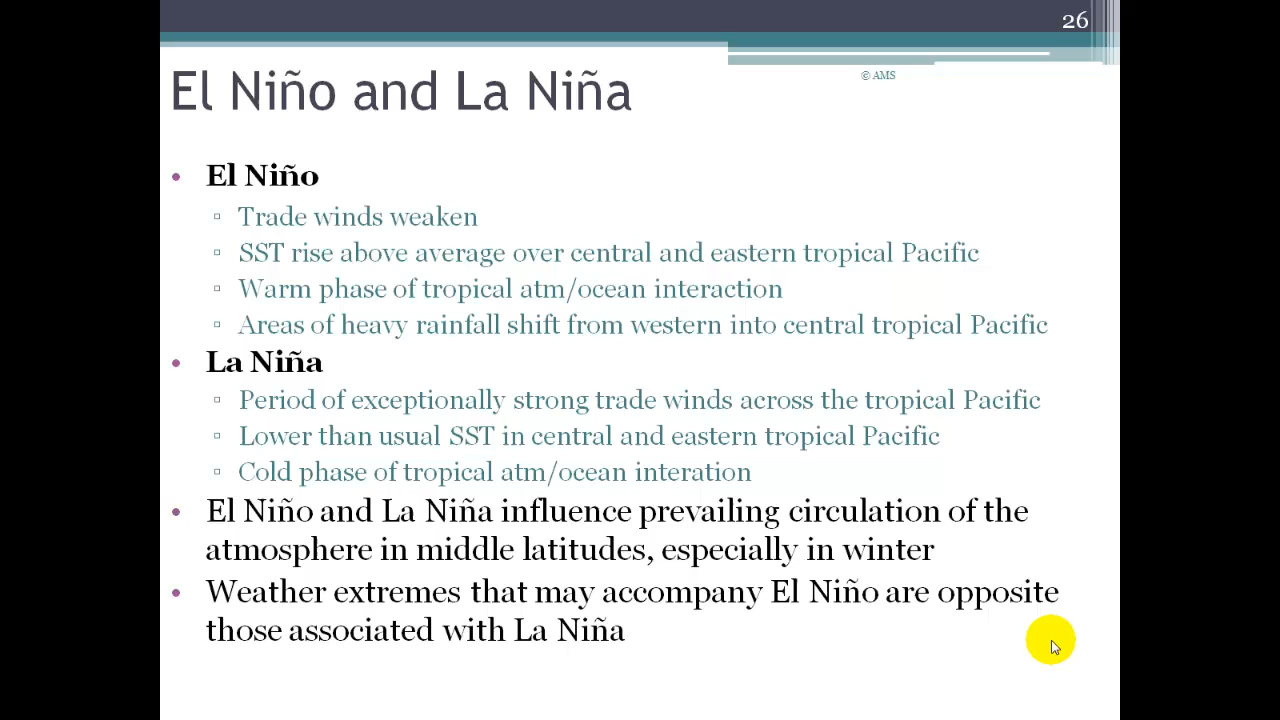 26
© AMS
El Niño and La Niña
• El Niño
▫ Trade winds weaken
▫ SST rise above average over central and eastern tropical Pacific
▫ Warm phase of tropical atm/ocean interaction
▫ Areas of heavy rainfall shift from western into central tropical Pacific
• La Niña
▫ Period of exceptionally strong trade winds across the tropical Pacific
▫ Lower than usual SST in central and eastern tropical Pacific
▫ Cold phase of tropical atm/ocean interation
• El Niño and La Niña influence prevailing circulation of the
atmosphere in middle latitudes, especially in winter
• Weather extremes that may accompany El Niño are opposite
those associated with La Niña